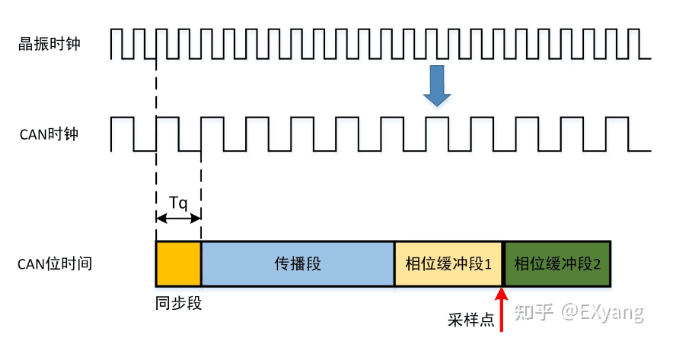 晶振时钟
CAN时钟
Tq
CAN位时间
传播段
相位缓冲段1
相位缓冲段2
同步段
采样点
知乎 @EXyang